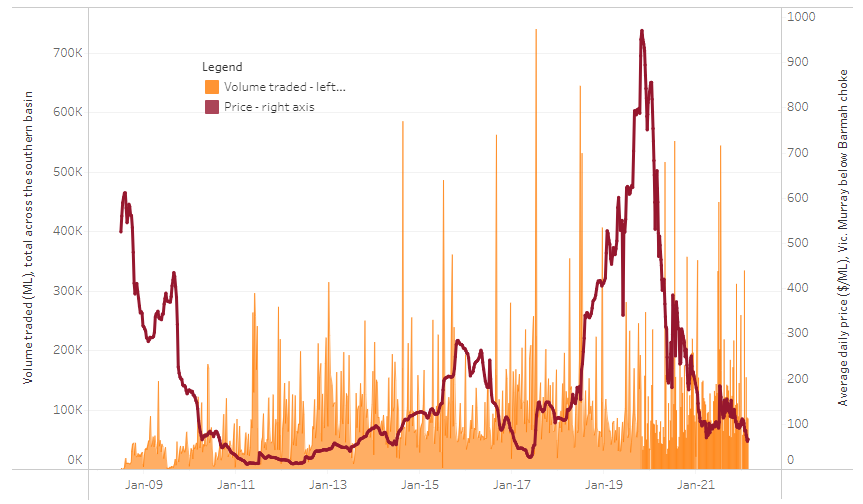 Legend
Volume traded - left...
Price - right axis
Volume traded (ML), total across the southern basin
700K
600K
500K
400K
300K
200K
100K
0K
1000
900
800
700
600
500
400
300
200
100
0
Average daily price ($/ML), Vic. Murray below Barmah choke
Jan-09
Jan-11
Jan-13
Jan-15
Jan-17
Jan-19
Jan-21